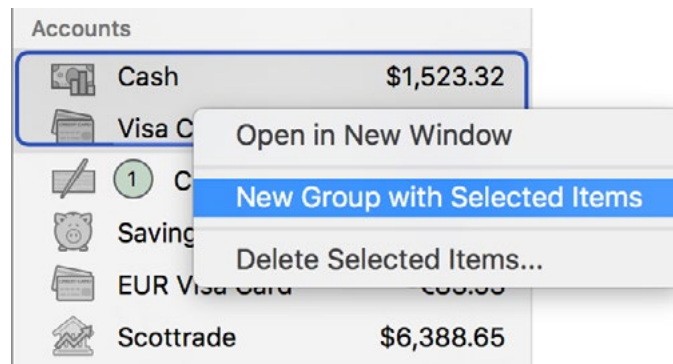 Accounts
Cash $1,523.32
Visa C
Open in New Window
1 C
New Group with Selected Items
Saving
Delete Selected Items...
EUR Visa Card
Scottrade $6,388.65